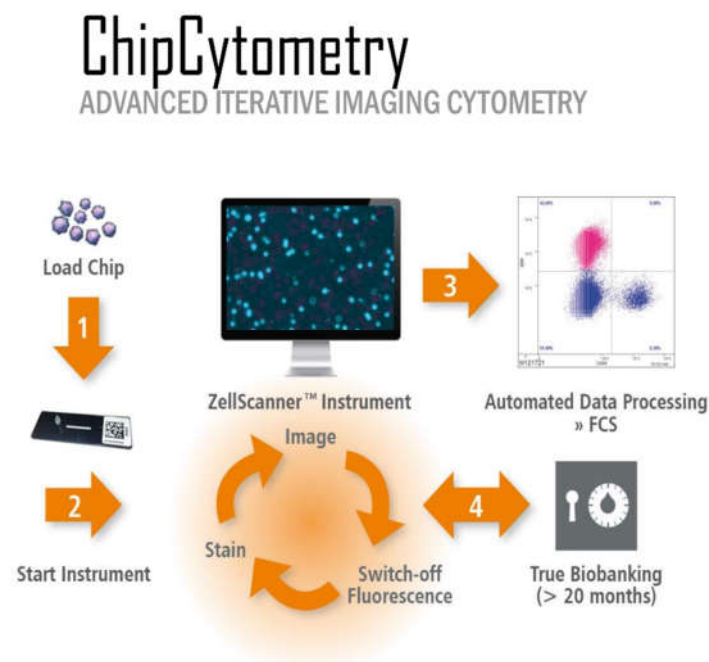 ChipCytometry
ADVANCED ITERATIVE IMAGING CYTOMETRY
Load Chip
1
2
Start Instrument
ZellScanner™ Instrument
Image
Stain
Switch-off
Fluorescence
3
Automated Data Processing
» FCS
4
True Biobanking
(> 20 months)